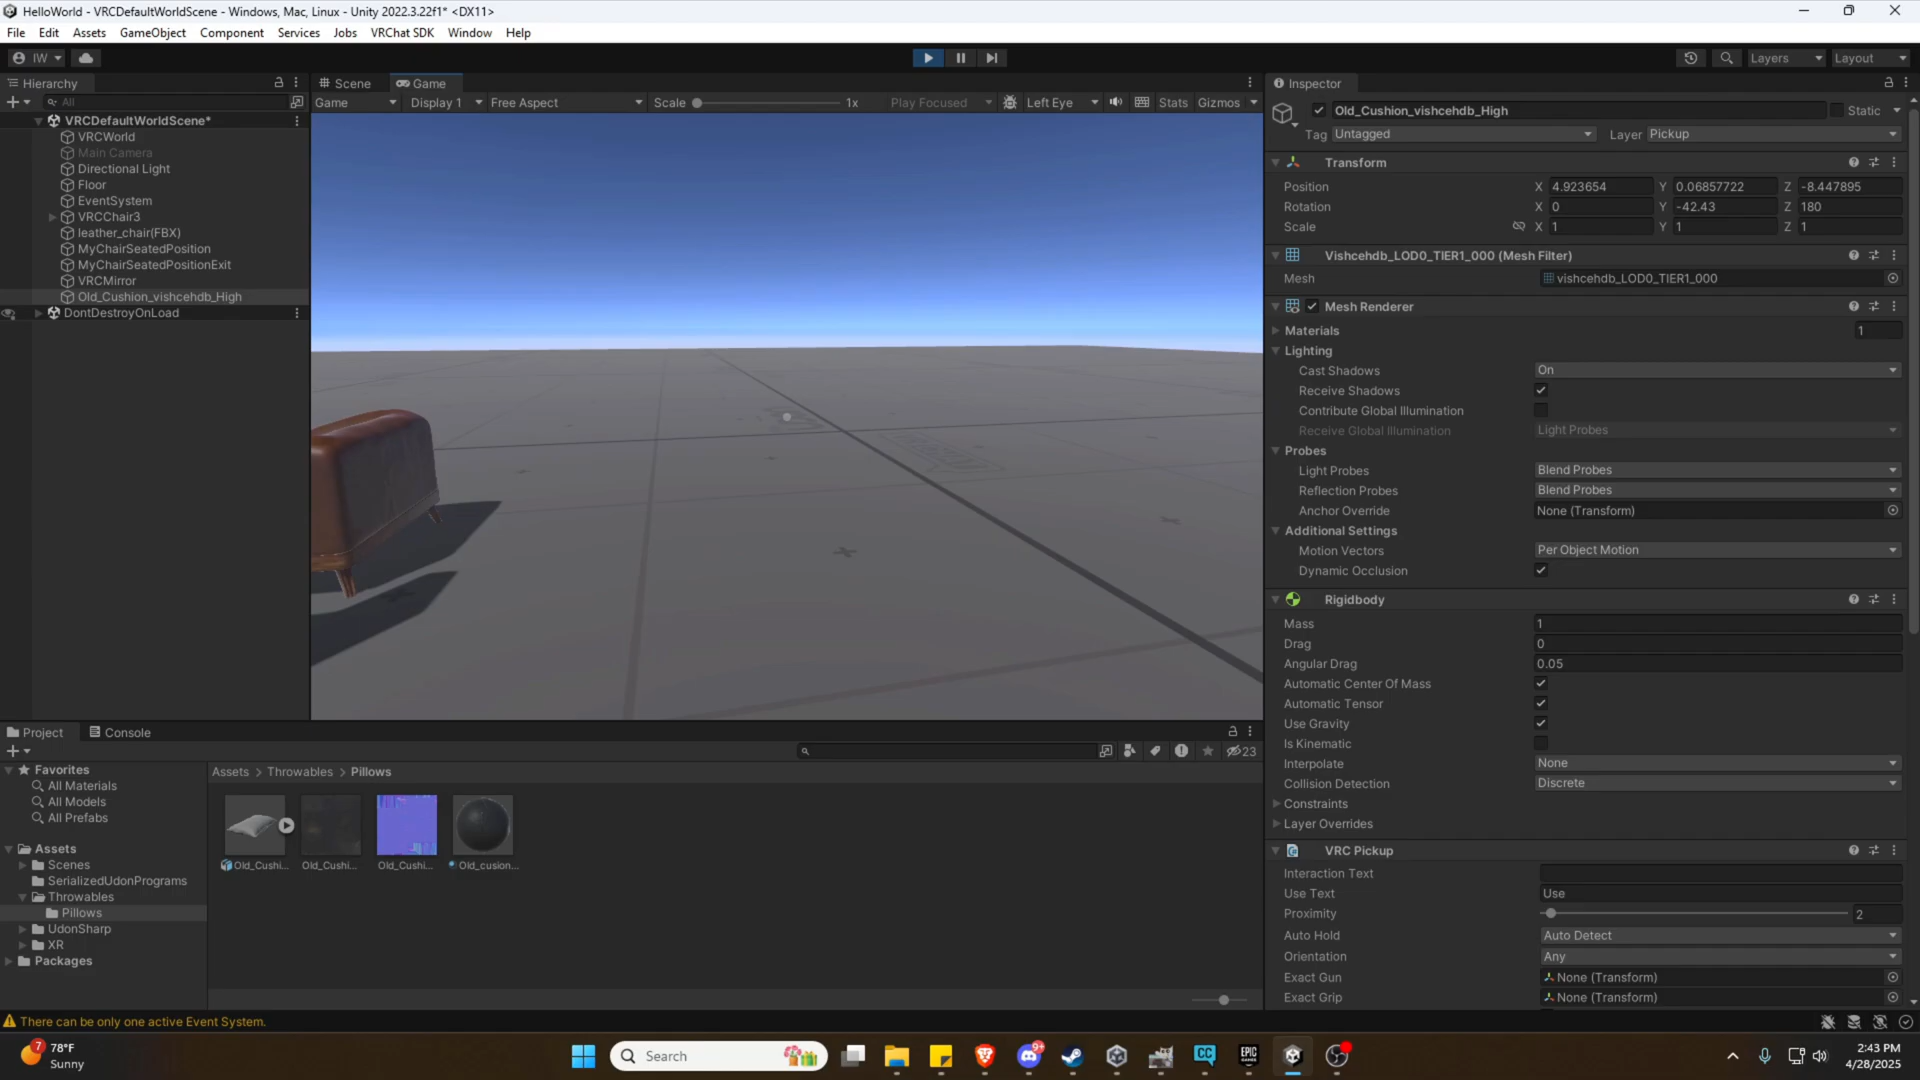 HelloWorld - VRCDefaultWorldScene - Windows, Mac, Linux - Unity 2022.3.22f1* <DX11>
File Edit Assets GameObject Component Services Jobs VRChat SDK Window Help
IW Layers Layout
Hierarchy
All
VRCDefaultWorldScene*
VRCWorld
Main Camera
Directional Light
Floor
EventSystem
VRCChair3
leather_chair(FBX)
MyChairSeatedPosition
MyChairSeatedPositionExit
VRCMirror
Old_Cushion_vishcehdb_High
DontDestroyOnLoad
Scene Game
Game Display 1 Free Aspect Scale 1x Play Focused Left Eye Stats Gizmos
Inspector
Old_Cushion_vishcehdb_High Static
Tag Untagged Layer Pickup
Transform
Position X 4.923654 Y 0.06857722 Z -8.447895
Rotation X 0 Y -42.43 Z 180
Scale X 1 Y 1 Z 1
Vishcehdb_LOD0_TIER1_000 (Mesh Filter)
Mesh vishcehdb_LOD0_TIER1_000
Mesh Renderer
Materials 1
Lighting
Cast Shadows On
Receive Shadows
Contribute Global Illumination
Receive Global Illumination Light Probes
Probes
Light Probes Blend Probes
Reflection Probes Blend Probes
Anchor Override None (Transform)
Additional Settings
Motion Vectors Per Object Motion
Dynamic Occlusion
Rigidbody
Mass 1
Drag 0
Angular Drag 0.05
Automatic Center Of Mass
Automatic Tensor
Use Gravity
Is Kinematic
Interpolate None
Collision Detection Discrete
Constraints
Layer Overrides
VRC Pickup
Interaction Text
Use Text Use
Proximity 2
Auto Hold Auto Detect
Orientation Any
Exact Gun None (Transform)
Exact Grip None (Transform)
Project Console
23
Favorites
All Materials
All Models
All Prefabs
Assets
Scenes
SerializedUdonPrograms
Throwables
Pillows
UdonSharp
XR
Packages
Assets > Throwables > Pillows
Old_Cushi... Old_Cushi... Old_Cushi... Old_cusion...
There can be only one active Event System.
7
78°F
Sunny
Search
9+
CC
EPIC GAMES
2:43 PM
4/28/2025